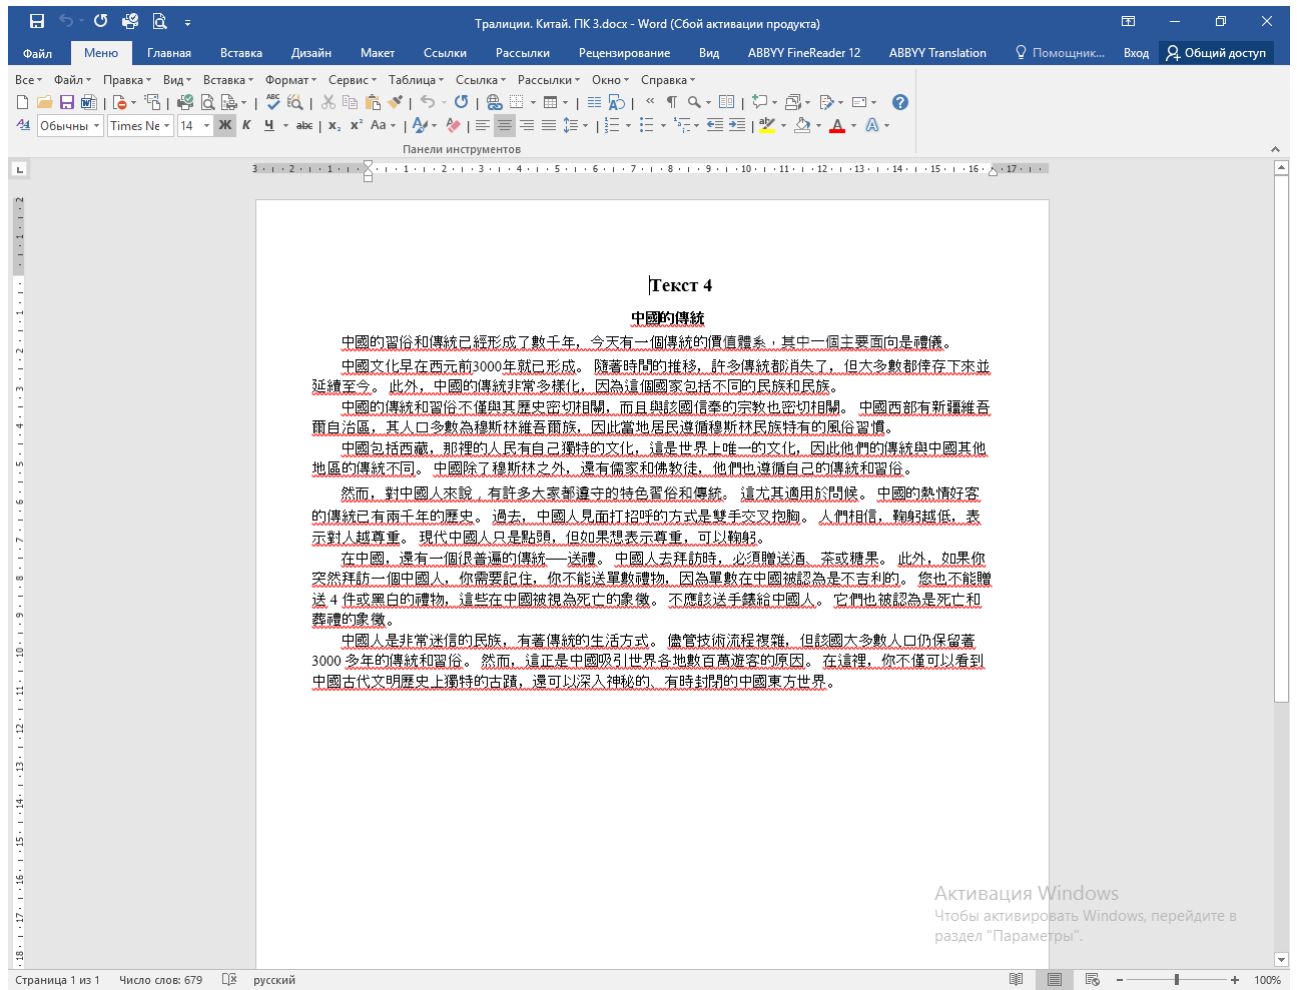 Тралиции. Китай. ПК 3.docx - Word (Сбой активации продукта)
Файл Меню Главная Вставка Дизайн Макет Ссылки Рассылки Рецензирование Вид ABBYY FineReader 12 ABBYY Translation Помощник... Вход Общий доступ
Все Файл Правка Вид Вставка Формат Сервис Таблица Ссылка Рассылки Окно Справка
Обычны Times Ne 14 Ж К Ч abc x₂ x² Aa
Панели инструментов
3 2 1 1 2 3 4 5 6 7 8 9 10 11 12 13 14 15 16 17
Текст 4
中國的傳統
中國的習俗和傳統已經形成了數千年，今天有一個傳統的價值體系，其中一個主要面向是禮儀。
中國文化早在西元前3000年就已形成。 隨著時間的推移，許多傳統都消失了，但大多數都倖存下來並
延續至今。 此外，中國的傳統非常多樣化，因為這個國家包括不同的民族和民族。
中國的傳統和習俗不僅與其歷史密切相關，而且與該國信奉的宗教也密切相關。 中國西部有新疆維吾
爾自治區，其人口多數為穆斯林維吾爾族，因此當地居民遵循穆斯林民族特有的風俗習慣。
中國包括西藏，那裡的人民有自己獨特的文化，這是世界上唯一的文化，因此他們的傳統與中國其他
地區的傳統不同。 中國除了穆斯林之外，還有儒家和佛教徒，他們也遵循自己的傳統和習俗。
然而，對中國人來說，有許多大家都遵守的特色習俗和傳統。 這尤其適用於問候。 中國的熱情好客
的傳統已有兩千年的歷史。 過去，中國人見面打招呼的方式是雙手交叉抱胸。 人們相信，鞠躬越低，表
示對人越尊重。 現代中國人只是點頭，但如果想表示尊重，可以鞠躬。
在中國，還有一個很普遍的傳統——送禮。 中國人去拜訪時，必須贈送酒、茶或糖果。 此外，如果你
突然拜訪一個中國人，你需要記住，你不能送單數禮物，因為單數在中國被認為是不吉利的。 您也不能贈
送 4 件或黑白的禮物，這些在中國被視為死亡的象徵。 不應該送手錶給中國人。 它們也被認為是死亡和
葬禮的象徵。
中國人是非常迷信的民族，有著傳統的生活方式。 儘管技術流程複雜，但該國大多數人口仍保留著
3000 多年的傳統和習俗。 然而，這正是中國吸引世界各地數百萬遊客的原因。 在這裡，你不僅可以看到
中國古代文明歷史上獨特的古蹟，還可以深入神秘的、有時封閉的中國東方世界。
Активация Windows
Чтобы активировать Windows, перейдите в
раздел "Параметры".
Страница 1 из 1 Число слов: 679 русский 100%